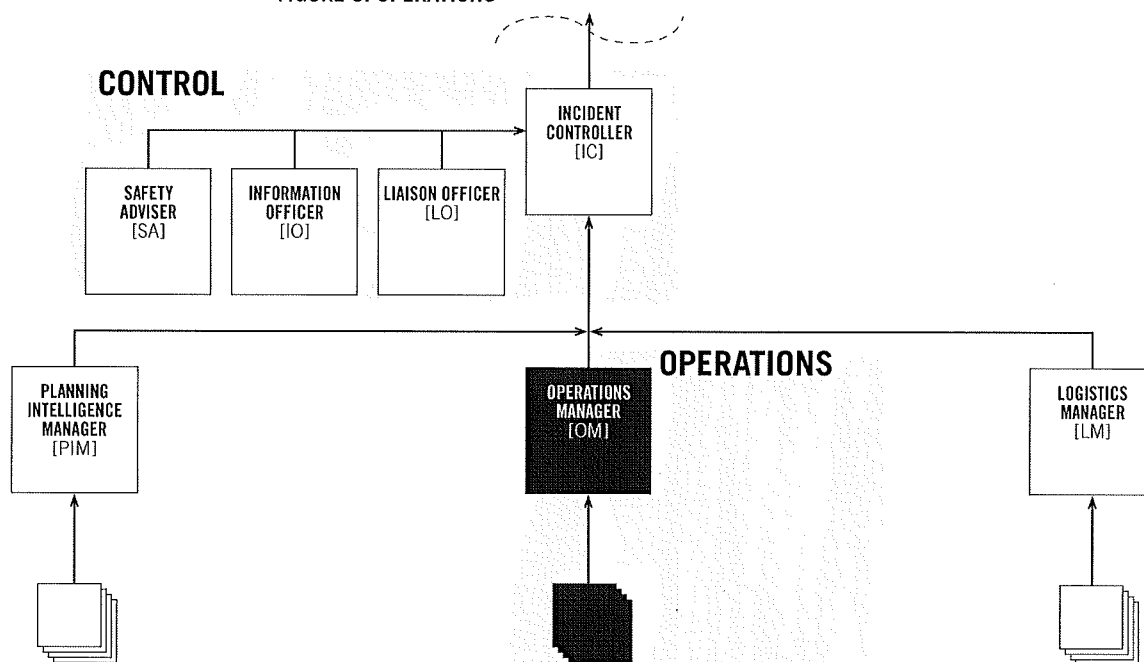 CONTROL
INCIDENT
CONTROLLER
[IC]
SAFETY
ADVISER
[SA]
INFORMATION
OFFICER
[IO]
LIAISON OFFICER
[LO]
OPERATIONS
PLANNING
INTELLIGENCE
MANAGER
[PIM]
OPERATIONS
MANAGER
[OM]
LOGISTICS
MANAGER
[LM]